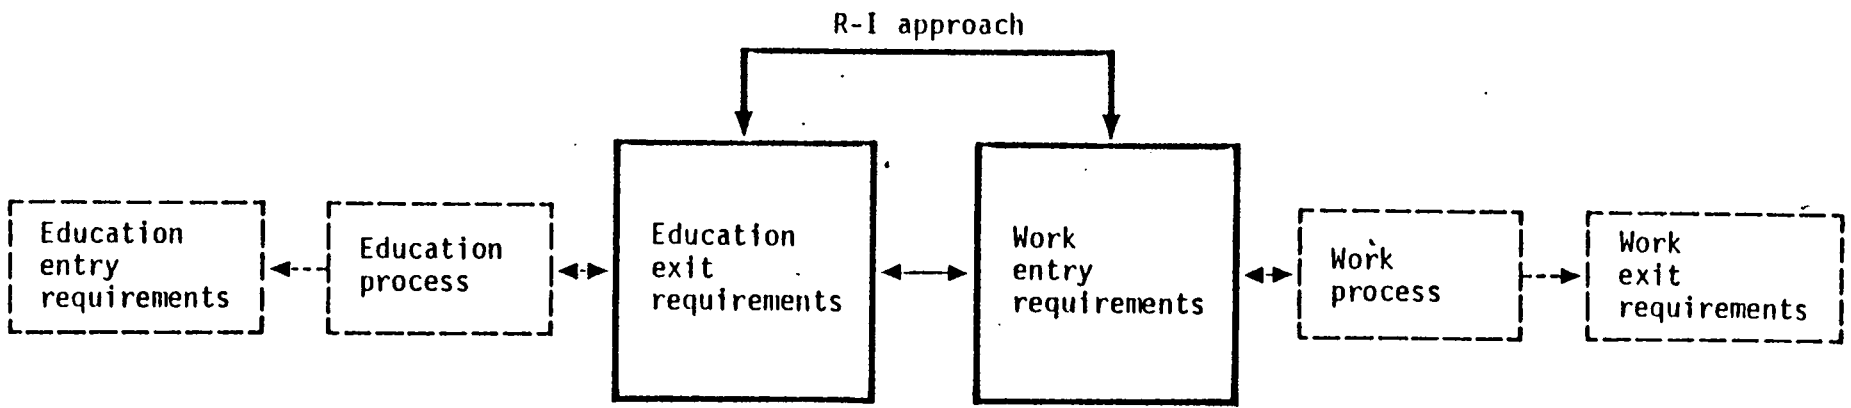 R-I approach
Education
entry
requirements
Education
process
Education
exit
requirements
Work
entry
requirements
Work
process
Work
exit
requirements